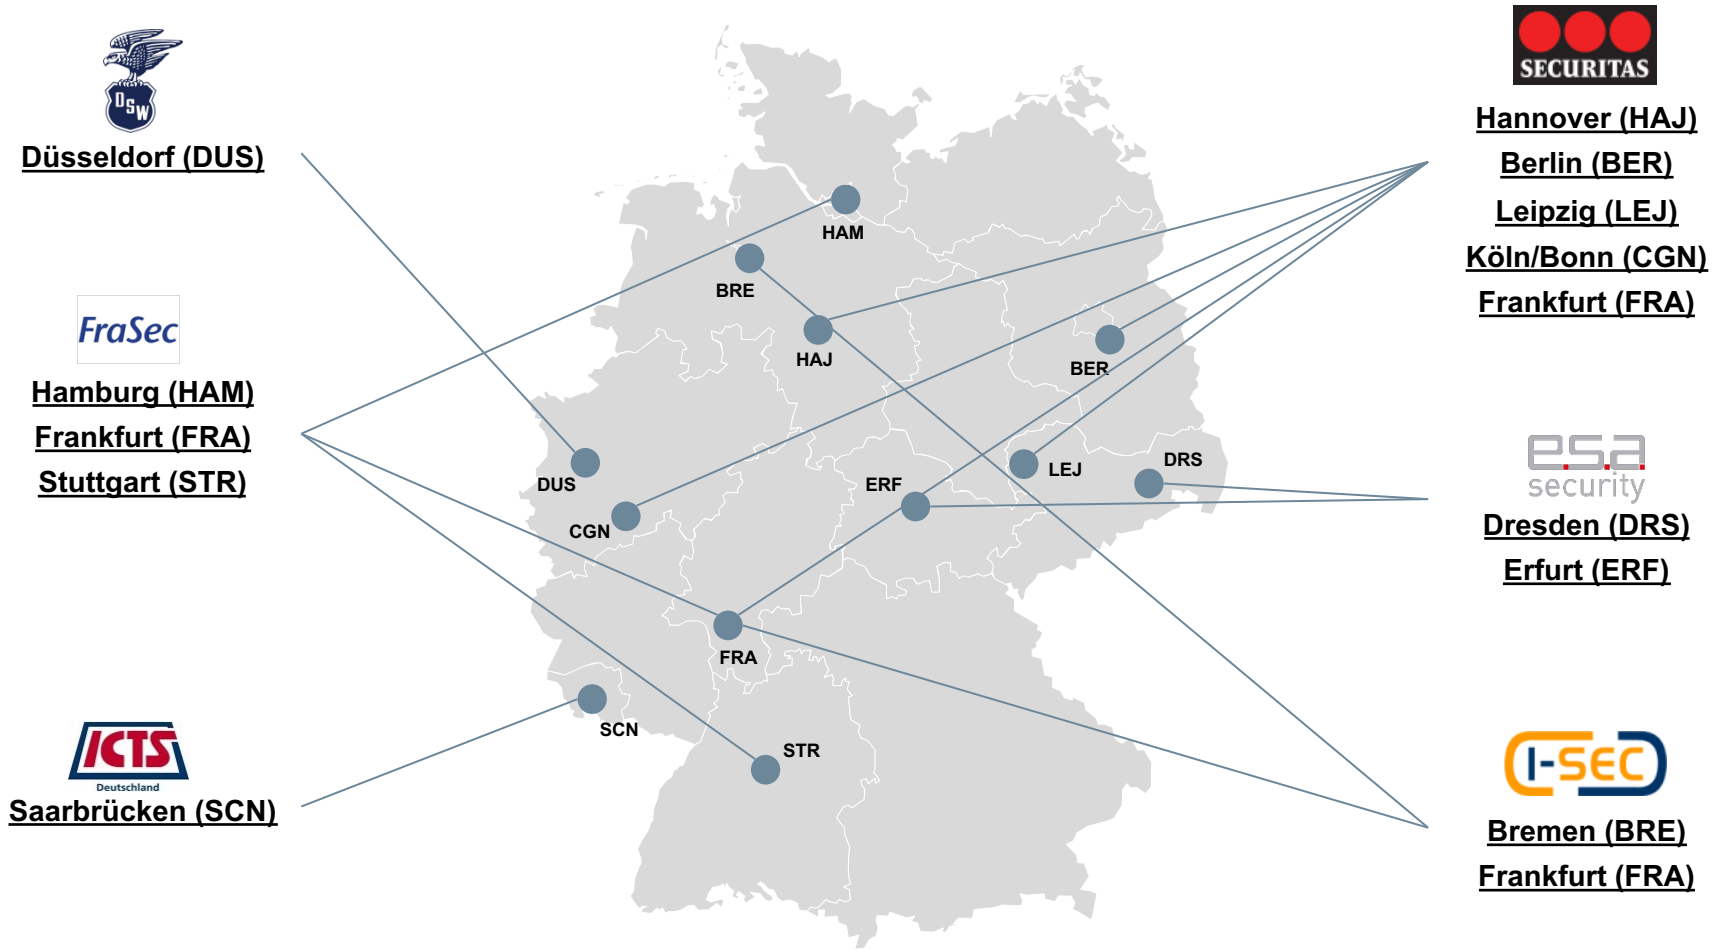 DSW
Düsseldorf (DUS)
FraSec
Hamburg (HAM)
Frankfurt (FRA)
Stuttgart (STR)
ICTS
Deutschland
Saarbrücken (SCN)
HAM
BRE
HAJ
BER
DUS
CGN
ERF
LEJ
DRS
FRA
SCN
STR
SECURITAS
Hannover (HAJ)
Berlin (BER)
Leipzig (LEJ)
Köln/Bonn (CGN)
Frankfurt (FRA)
e.s.a
security
Dresden (DRS)
Erfurt (ERF)
I-SEC
Bremen (BRE)
Frankfurt (FRA)